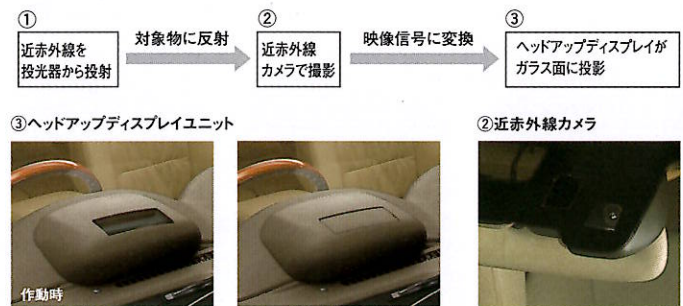 ①
近赤外線を
投光器から投射
対象物に反射
②
近赤外線
カメラで撮影
映像信号に変換
③
ヘッドアップディスプレイが
ガラス面に投影
③ヘッドアップディスプレイユニット
②近赤外線カメラ
作動時